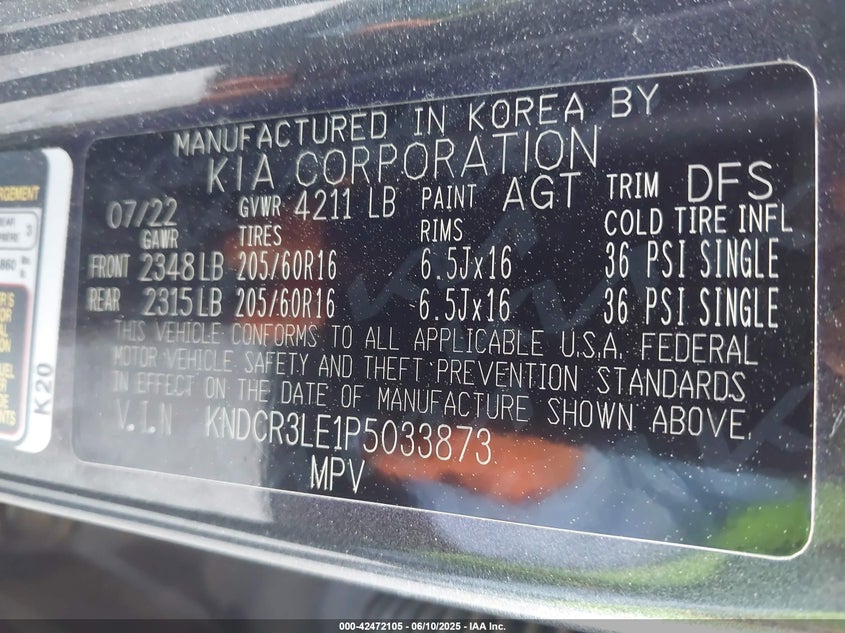 MANUFACTURED IN KOREA BY
KIA CORPORATION
07/22 GVWR 4211 LB PAINT AGT TRIM DFS
GAWR TIRES RIMS COLD TIRE INFL
FRONT 2348 LB 205/60R16 6.5Jx16 36 PSI SINGLE
REAR 2315 LB 205/60R16 6.5Jx16 36 PSI SINGLE
THIS VEHICLE CONFORMS TO ALL APPLICABLE U.S.A. FEDERAL
MOTOR VEHICLE SAFETY AND THEFT PREVENTION STANDARDS
IN EFFECT ON THE DATE OF MANUFACTURE SHOWN ABOVE.
V.I.N KNDCR3LE1P5033873
MPV
K20
000-42472105 - 06/10/2025 - IAA Inc.